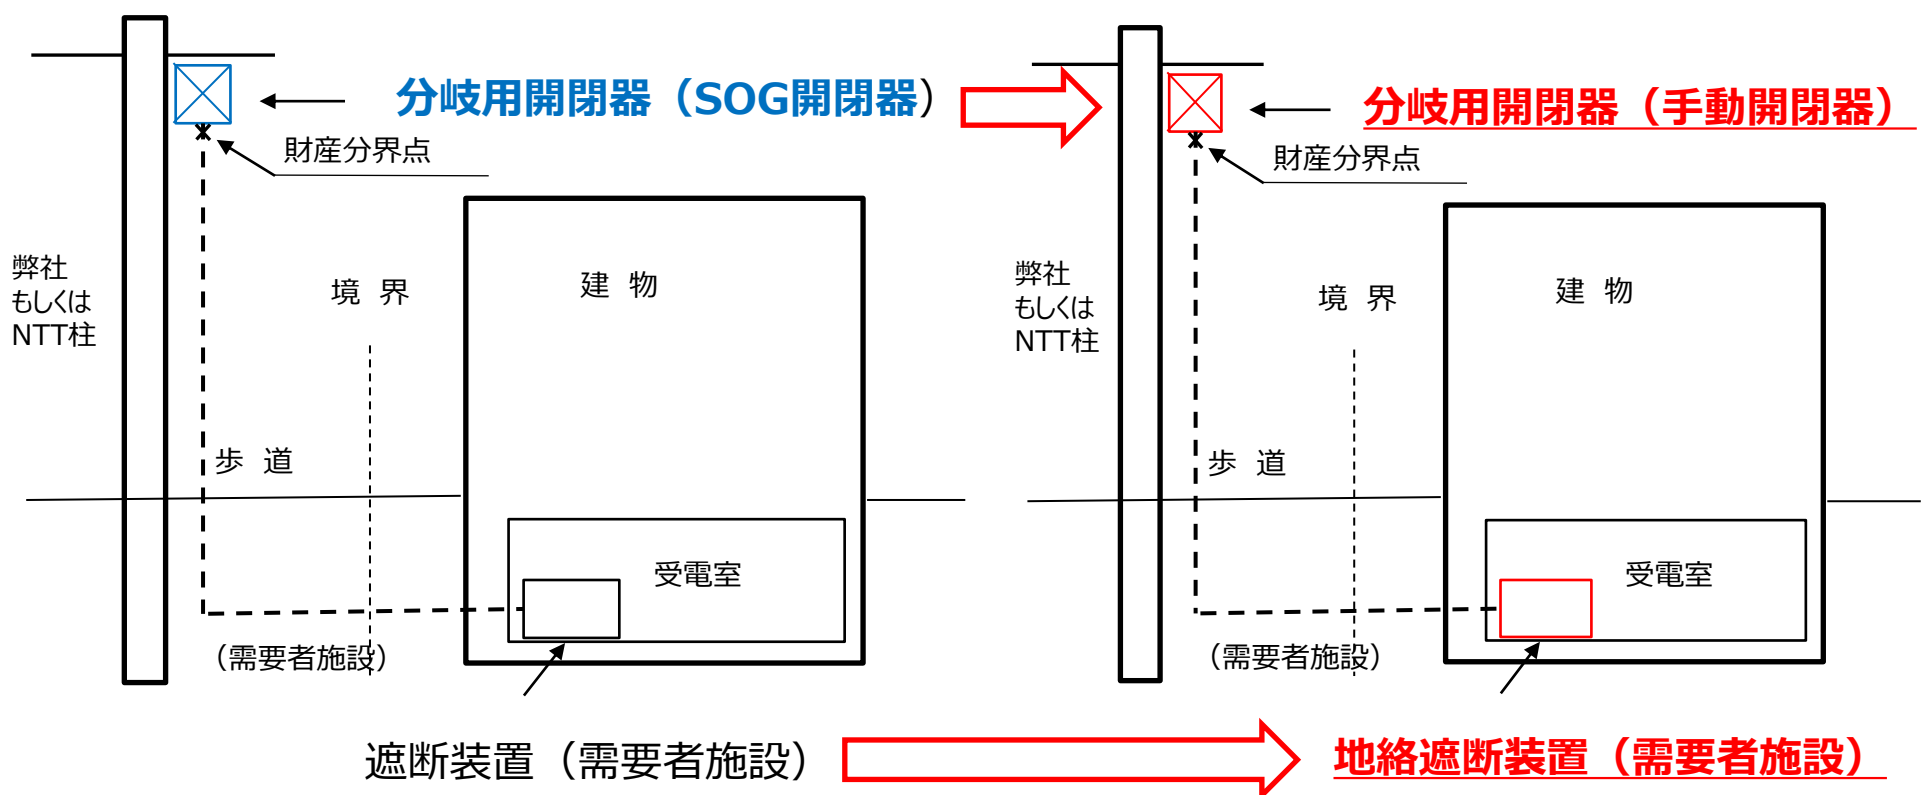 分岐用開閉器（SOG開閉器）
財産分界点
弊社
もしくは
NTT柱
境 界
建 物
歩 道
受電室
（需要者施設）
遮断装置（需要者施設）
分岐用開閉器（手動開閉器）
財産分界点
弊社
もしくは
NTT柱
境 界
建 物
歩 道
受電室
（需要者施設）
地絡遮断装置（需要者施設）